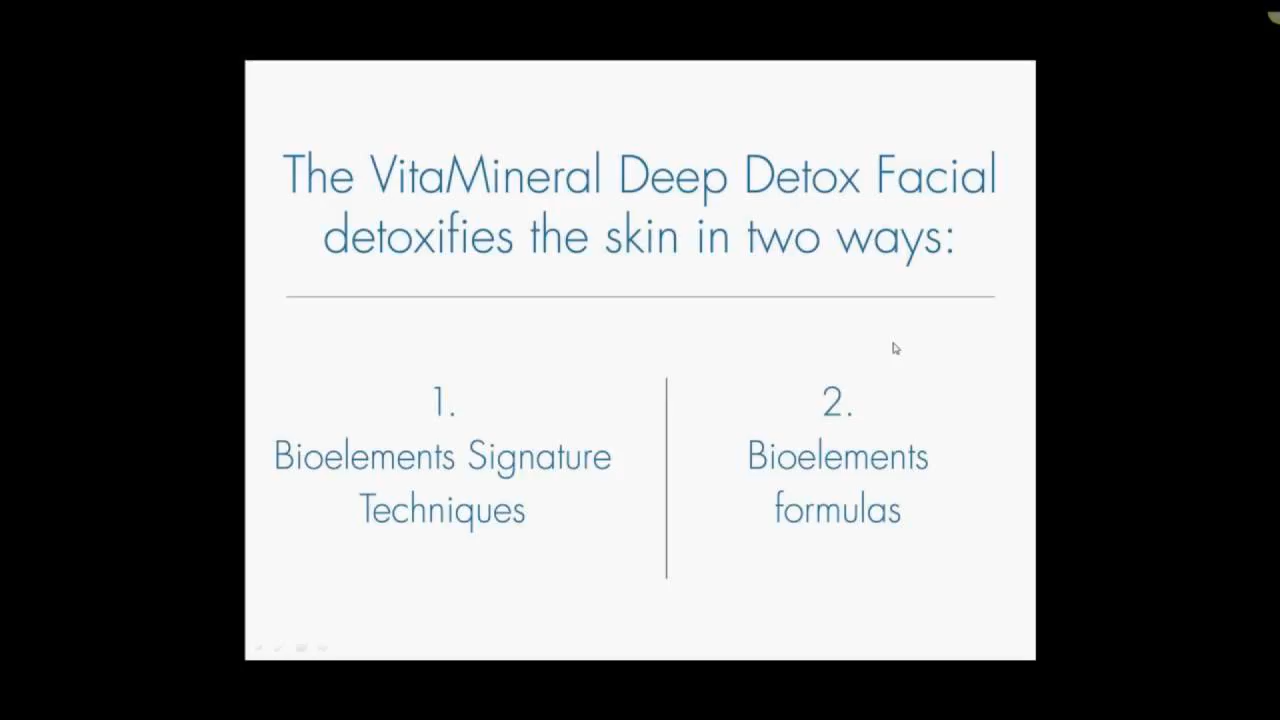 The VitaMineral Deep Detox Facial
detoxifies the skin in two ways:
1.
Bioelements Signature
Techniques
2.
Bioelements
formulas